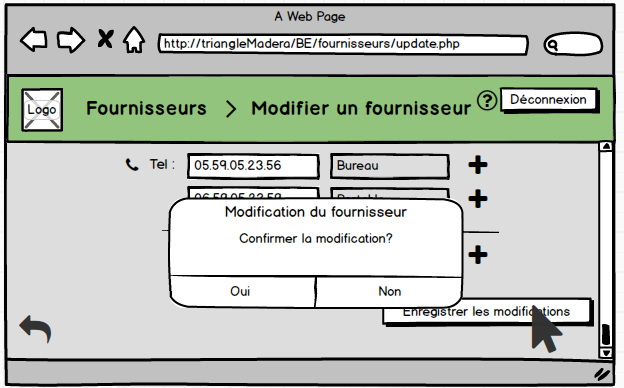 A Web Page
http://triangleMadera/BE/fournisseurs/update.php
Logo
Fournisseurs > Modifier un fournisseur
?
Déconnexion
Tel : 05.59.05.23.56 Bureau
Modification du fournisseur
Confirmer la modification?
Oui Non
Enregistrer les modifications